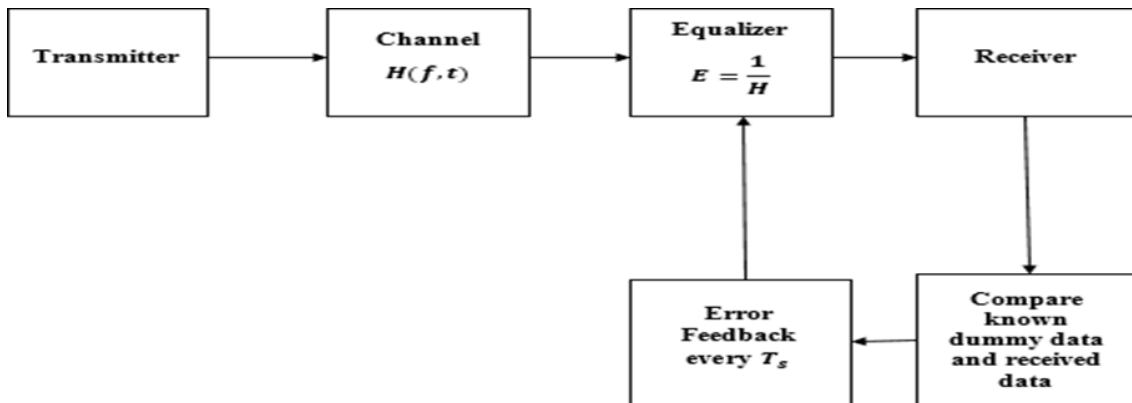 Transmitter
Channel
H(f,t)
Equalizer
E = 1/H
Receiver
Error
Feedback
every T_s
Compare
known
dummy data
and received
data